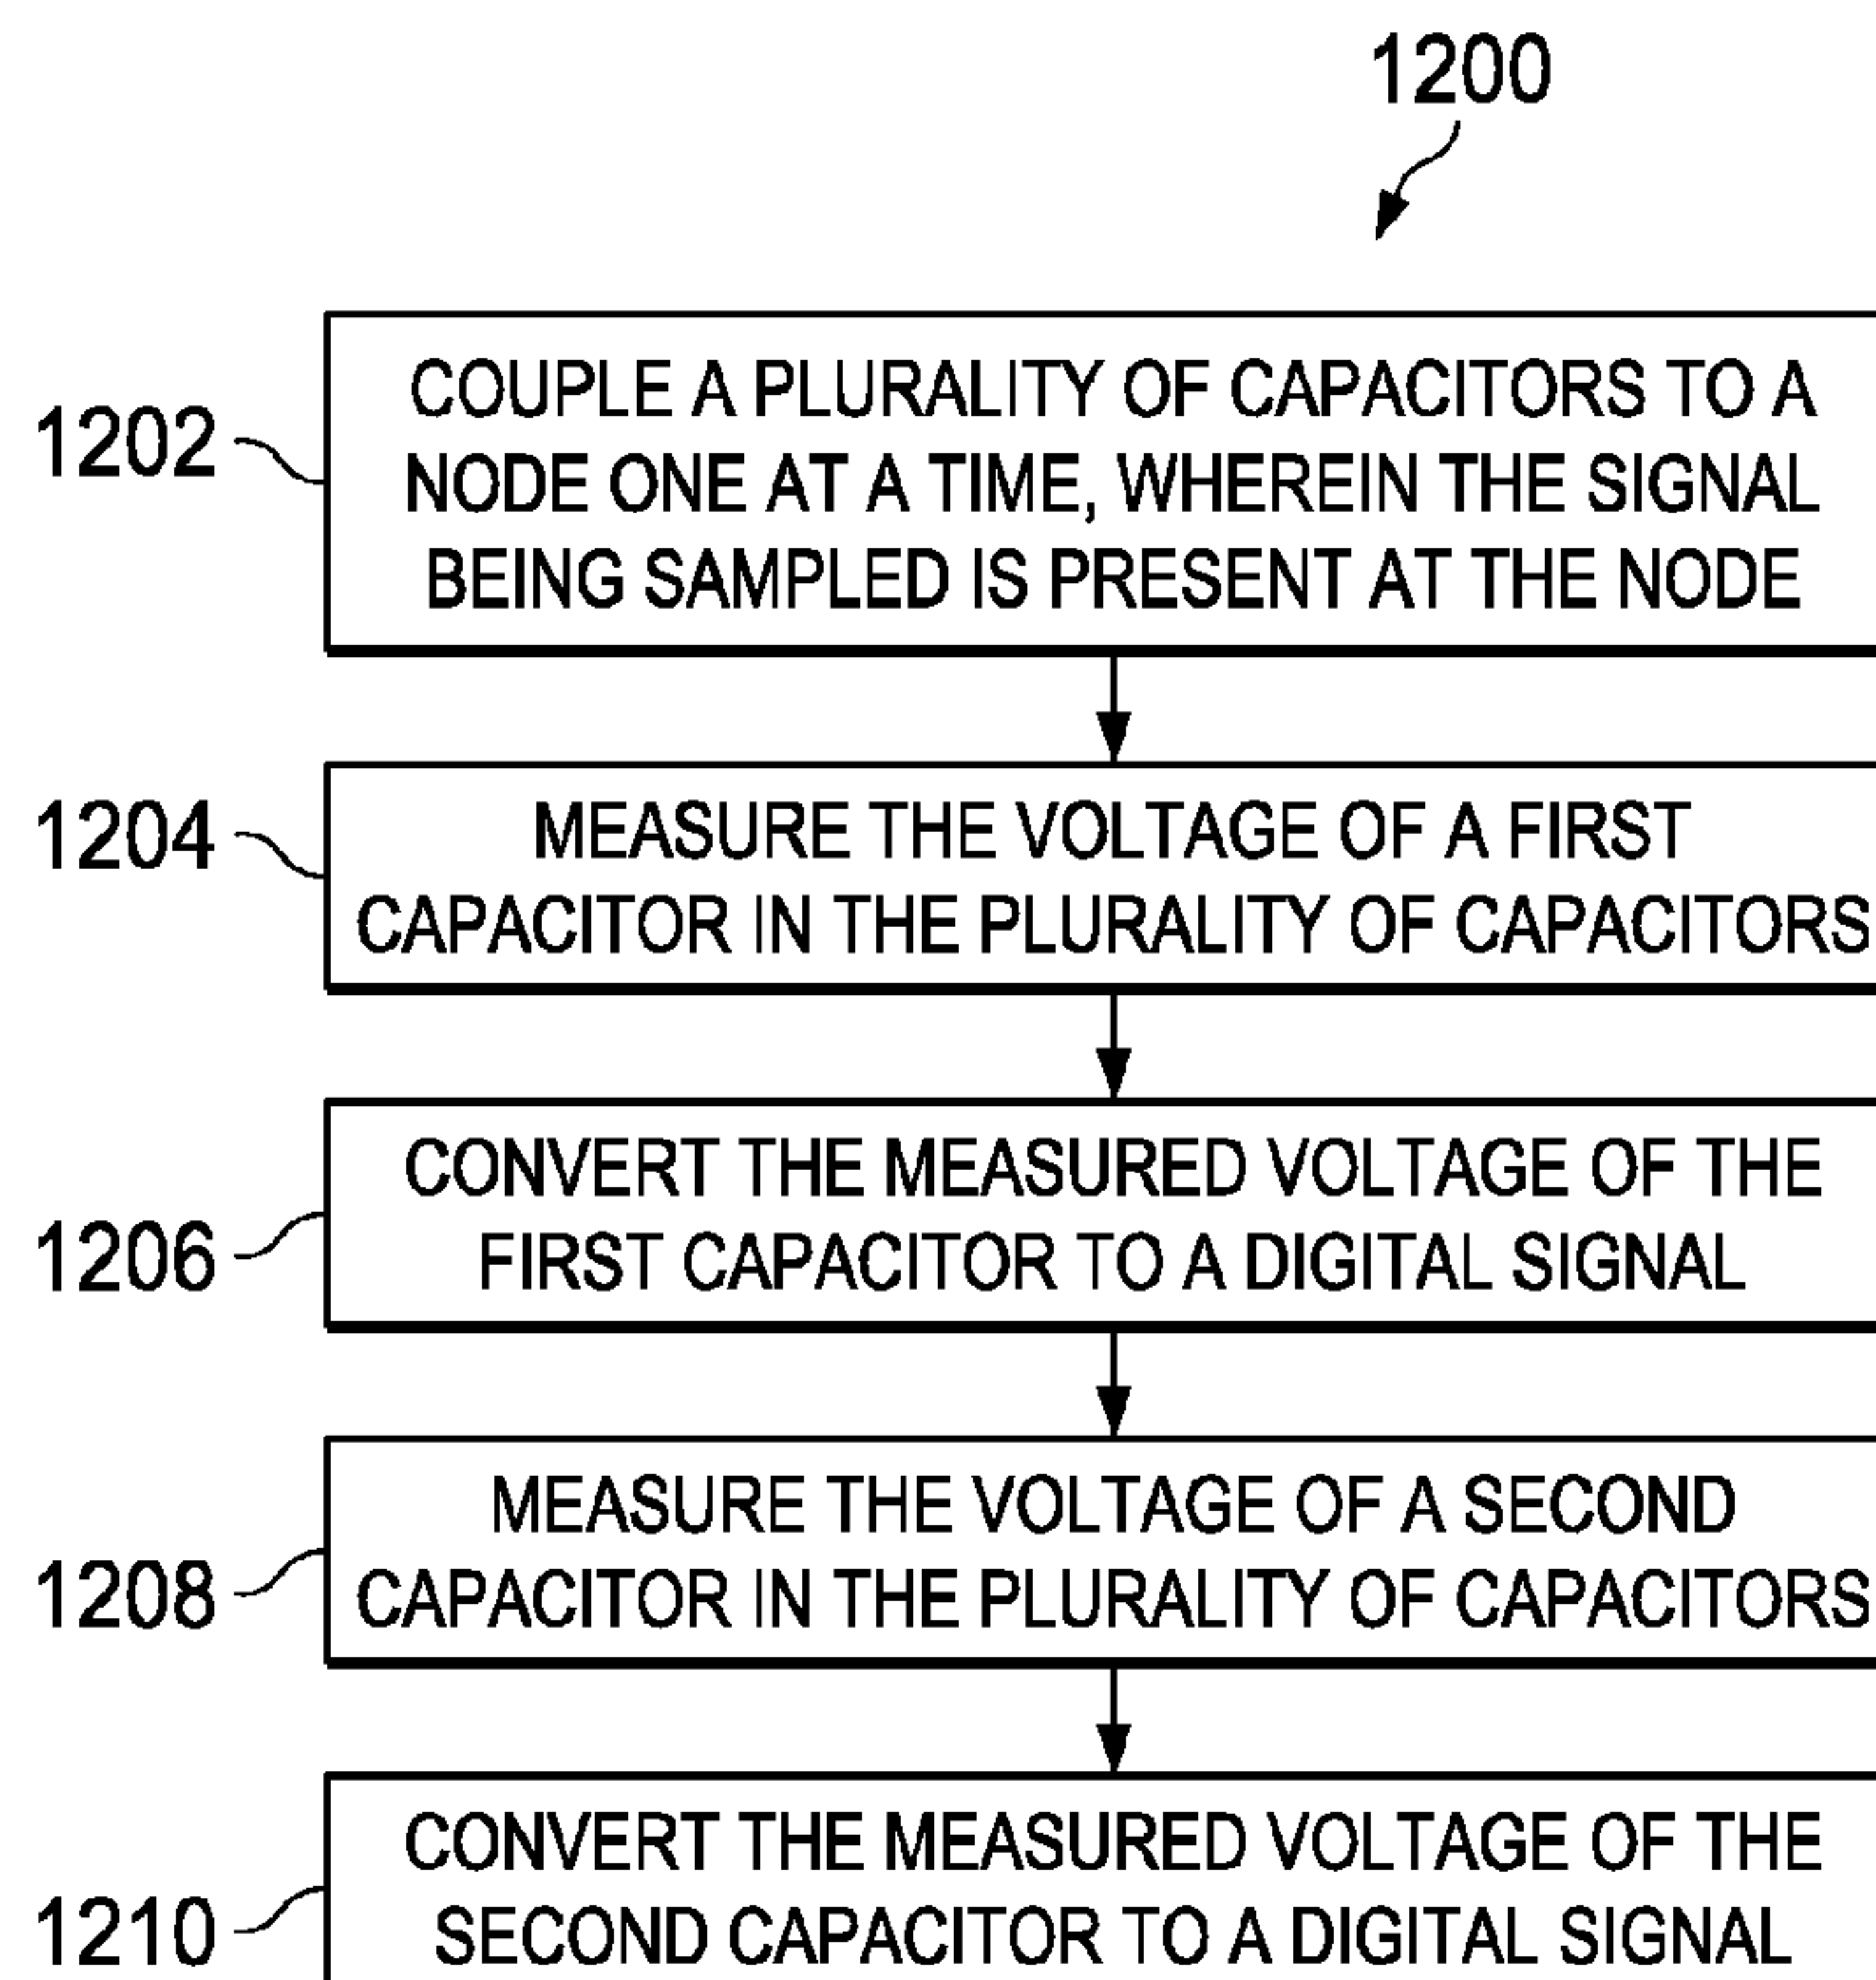 1200
1202
COUPLE A PLURALITY OF CAPACITORS TO A
NODE ONE AT A TIME, WHEREIN THE SIGNAL
BEING SAMPLED IS PRESENT AT THE NODE
1204
MEASURE THE VOLTAGE OF A FIRST
CAPACITOR IN THE PLURALITY OF CAPACITORS
1206
CONVERT THE MEASURED VOLTAGE OF THE
FIRST CAPACITOR TO A DIGITAL SIGNAL
1208
MEASURE THE VOLTAGE OF A SECOND
CAPACITOR IN THE PLURALITY OF CAPACITORS
1210
CONVERT THE MEASURED VOLTAGE OF THE
SECOND CAPACITOR TO A DIGITAL SIGNAL